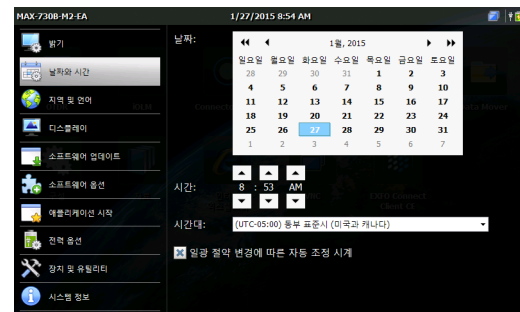 MAX-730B-M2-EA
1/27/2015 8:54 AM
밝기
날짜와 시간
지역 및 언어
디스플레이
소프트웨어 업데이트
소프트웨어 옵션
애플리케이션 시작
전력 옵션
장치 및 유틸리티
시스템 정보
날짜:
1월, 2015
일요일 월요일 화요일 수요일 목요일 금요일 토요일
28 29 30 31 1 2 3
4 5 6 7 8 9 10
11 12 13 14 15 16 17
18 19 20 21 22 23 24
25 26 27 28 29 30 31
1 2 3 4 5 6 7
시간:
8 : 53 AM
시간대:
(UTC-05:00) 동부 표준시 (미국과 캐나다)
일광 절약 변경에 따른 자동 조정 시계